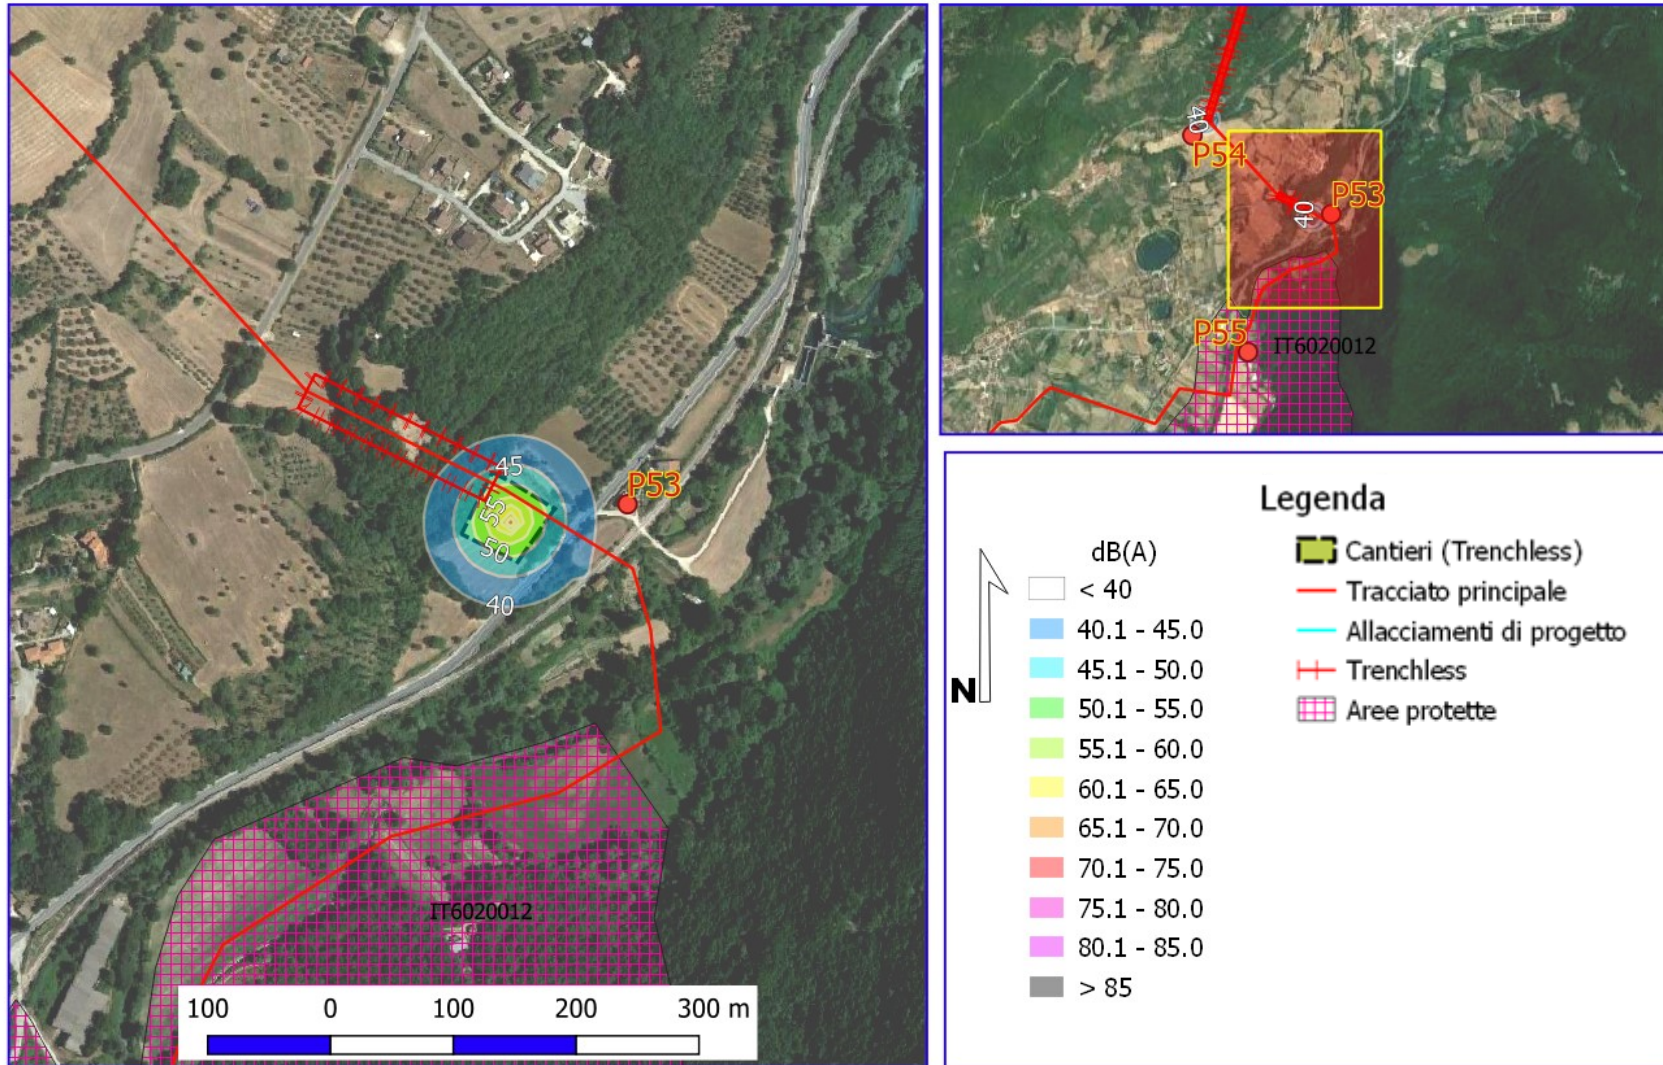 45
55
50
40
P53
IT6020012
100 0 100 200 300 m
40
P54
P53
40
P55
IT6020012
Legenda
dB(A)
< 40
40.1 - 45.0
45.1 - 50.0
50.1 - 55.0
55.1 - 60.0
60.1 - 65.0
65.1 - 70.0
70.1 - 75.0
75.1 - 80.0
80.1 - 85.0
> 85
N
Cantieri (Trenchless)
Tracciato principale
Allacciamenti di progetto
Trenchless
Aree protette